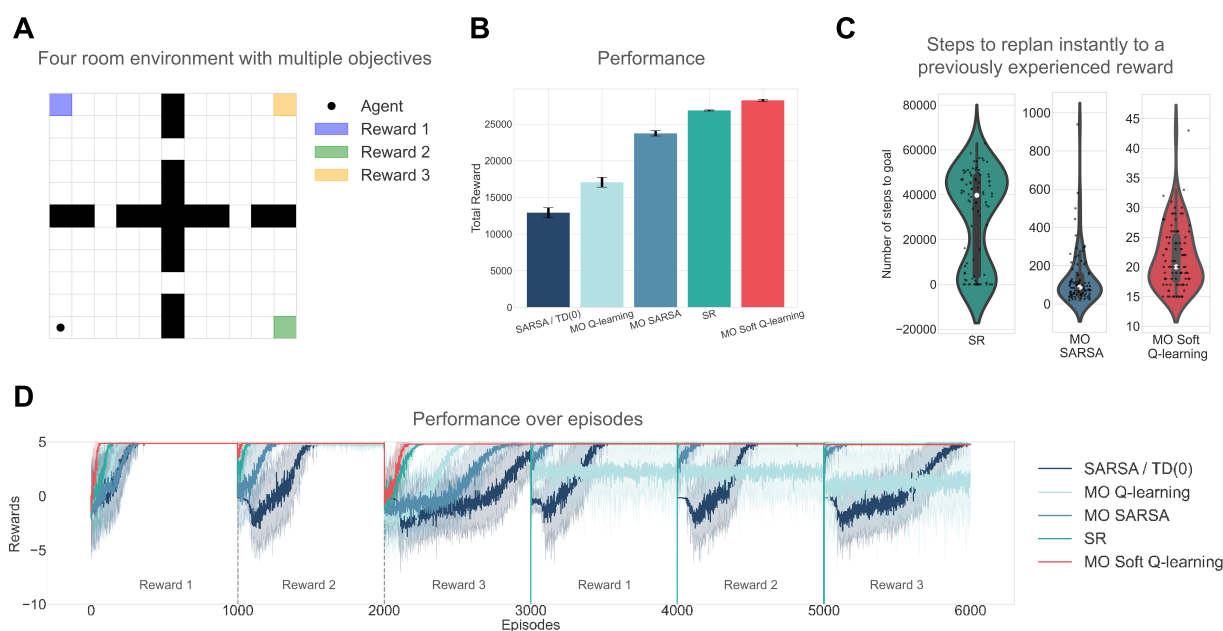 A
Four room environment with multiple objectives
Agent
Reward 1
Reward 2
Reward 3
B
Performance
Total Reward
25000
20000
15000
10000
5000
0
SARSA / TD(0)
MO Q-learning
MO SARSA
SR
MO Soft Q-learning
C
Steps to replan instantly to a
previously experienced reward
Number of steps to goal
80000
60000
40000
20000
0
−20000
SR
1000
800
600
400
200
0
MO
SARSA
45
40
35
30
25
20
15
10
MO Soft
Q-learning
D
Performance over episodes
Rewards
5
0
−5
−10
Reward 1
Reward 2
Reward 3
Reward 1
Reward 2
Reward 3
0
1000
2000
3000
4000
5000
6000
Episodes
SARSA / TD(0)
MO Q-learning
MO SARSA
SR
MO Soft Q-learning